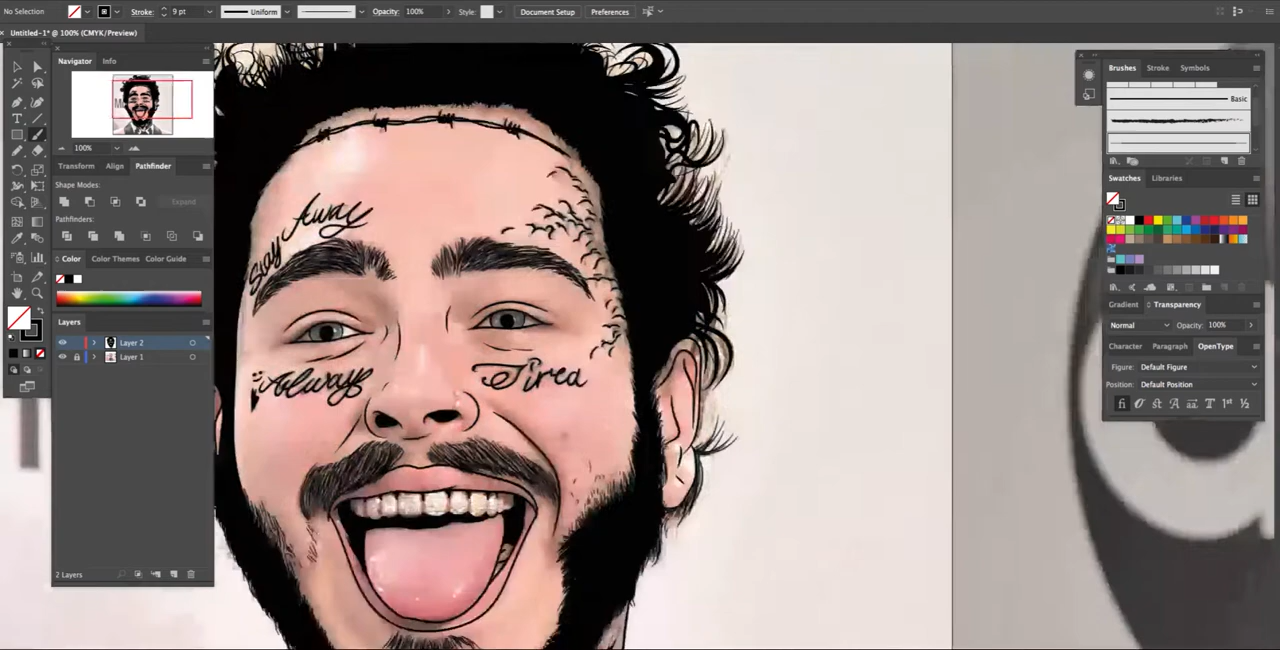 No Selection
Stroke:
9 pt
Uniform
Opacity:
100%
Style:
Document Setup
Preferences
Untitled-1* @ 100% (CMYK/Preview)
Navigator
Info
100%
Transform
Align
Pathfinder
Shape Modes:
Expand
Pathfinders:
Color
Color Themes
Color Guide
Layers
Layer 2
Layer 1
2 Layers
Stay
Away
Always
Tired
Brushes
Stroke
Symbols
Basic
Swatches
Libraries
Gradient
Transparency
Normal
Opacity:
100%
Character
Paragraph
OpenType
Figure:
Default Figure
Position:
Default Position